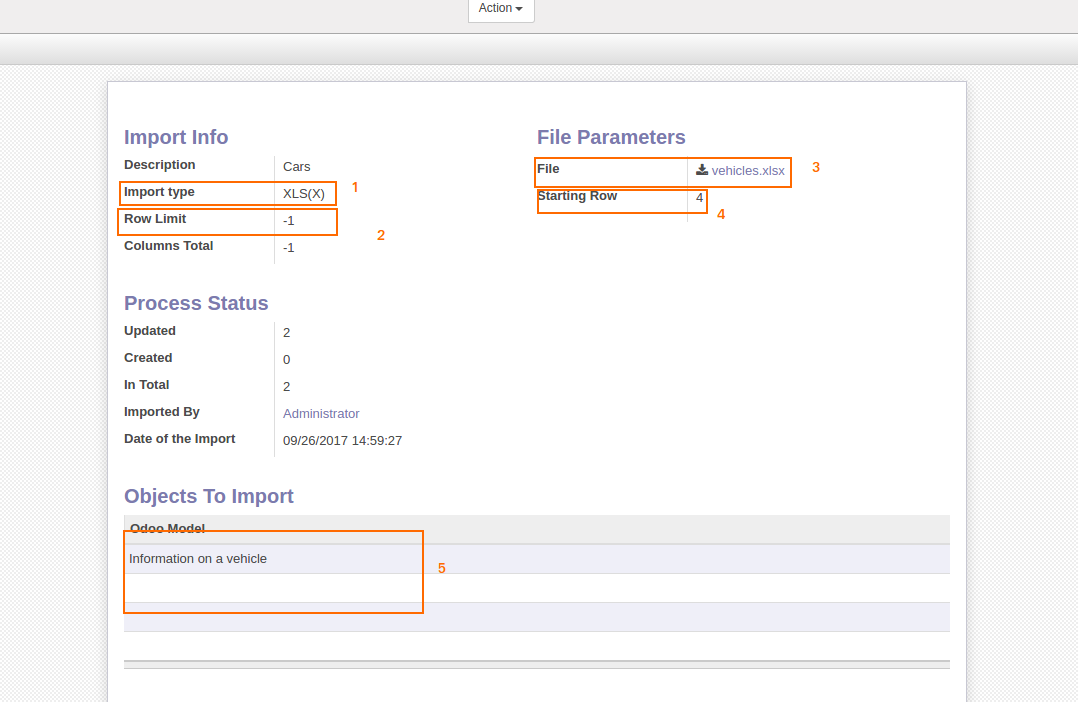 Action
Import Info
Description Cars
Import type XLS(X) 1
Row Limit -1 2
Columns Total -1
File Parameters
File vehicles.xlsx 3
Starting Row 4 4
Process Status
Updated 2
Created 0
In Total 2
Imported By Administrator
Date of the Import 09/26/2017 14:59:27
Objects To Import
Odoo Model
Information on a vehicle
5